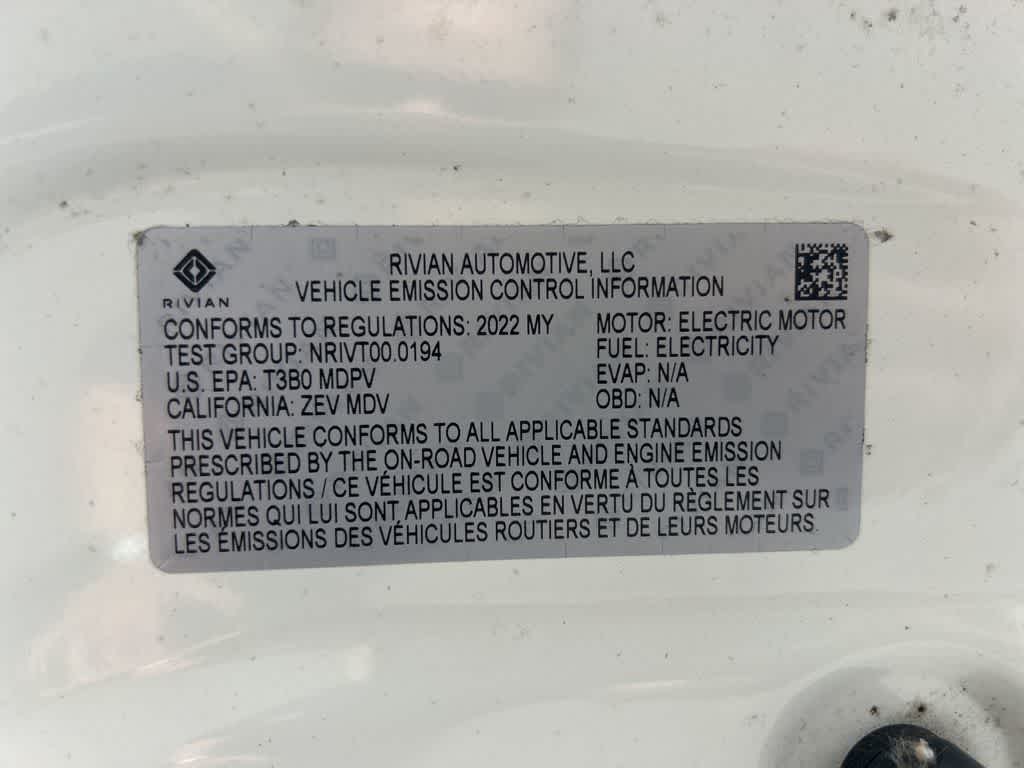 RIVIAN
RIVIAN AUTOMOTIVE, LLC
VEHICLE EMISSION CONTROL INFORMATION
CONFORMS TO REGULATIONS: 2022 MY
TEST GROUP: NRIVT00.0194
U.S. EPA: T3B0 MDPV
CALIFORNIA: ZEV MDV
MOTOR: ELECTRIC MOTOR
FUEL: ELECTRICITY
EVAP: N/A
OBD: N/A
THIS VEHICLE CONFORMS TO ALL APPLICABLE STANDARDS
PRESCRIBED BY THE ON-ROAD VEHICLE AND ENGINE EMISSION
REGULATIONS / CE VÉHICULE EST CONFORME À TOUTES LES
NORMES QUI LUI SONT APPLICABLES EN VERTU DU RÈGLEMENT SUR
LES ÉMISSIONS DES VÉHICULES ROUTIERS ET DE LEURS MOTEURS.